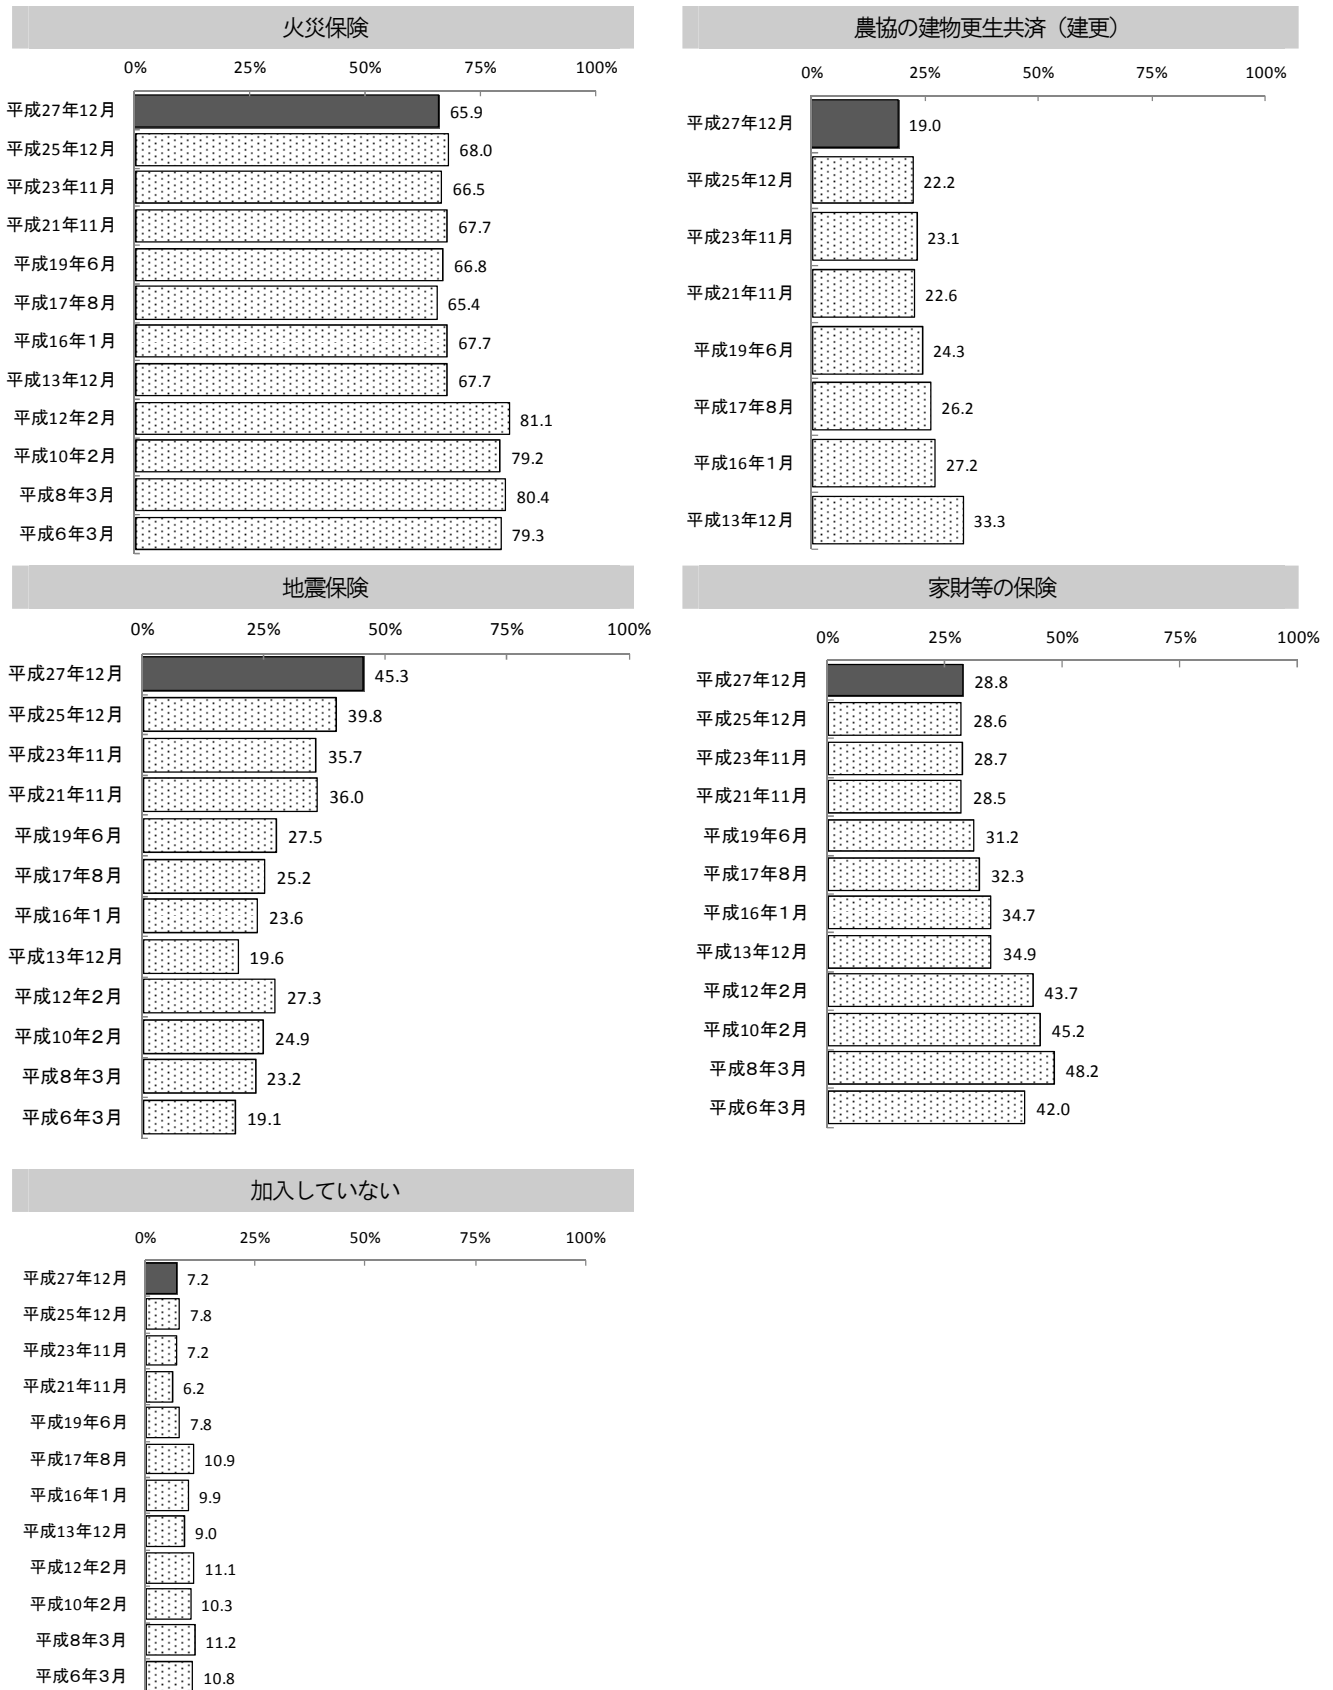 火災保険
0% 25% 50% 75% 100%
平成27年12月 65.9
平成25年12月 68.0
平成23年11月 66.5
平成21年11月 67.7
平成19年6月 66.8
平成17年8月 65.4
平成16年1月 67.7
平成13年12月 67.7
平成12年2月 81.1
平成10年2月 79.2
平成8年3月 80.4
平成6年3月 79.3
農協の建物更生共済（建更）
0% 25% 50% 75% 100%
平成27年12月 19.0
平成25年12月 22.2
平成23年11月 23.1
平成21年11月 22.6
平成19年6月 24.3
平成17年8月 26.2
平成16年1月 27.2
平成13年12月 33.3
地震保険
0% 25% 50% 75% 100%
平成27年12月 45.3
平成25年12月 39.8
平成23年11月 35.7
平成21年11月 36.0
平成19年6月 27.5
平成17年8月 25.2
平成16年1月 23.6
平成13年12月 19.6
平成12年2月 27.3
平成10年2月 24.9
平成8年3月 23.2
平成6年3月 19.1
家財等の保険
0% 25% 50% 75% 100%
平成27年12月 28.8
平成25年12月 28.6
平成23年11月 28.7
平成21年11月 28.5
平成19年6月 31.2
平成17年8月 32.3
平成16年1月 34.7
平成13年12月 34.9
平成12年2月 43.7
平成10年2月 45.2
平成8年3月 48.2
平成6年3月 42.0
加入していない
0% 25% 50% 75% 100%
平成27年12月 7.2
平成25年12月 7.8
平成23年11月 7.2
平成21年11月 6.2
平成19年6月 7.8
平成17年8月 10.9
平成16年1月 9.9
平成13年12月 9.0
平成12年2月 11.1
平成10年2月 10.3
平成8年3月 11.2
平成6年3月 10.8